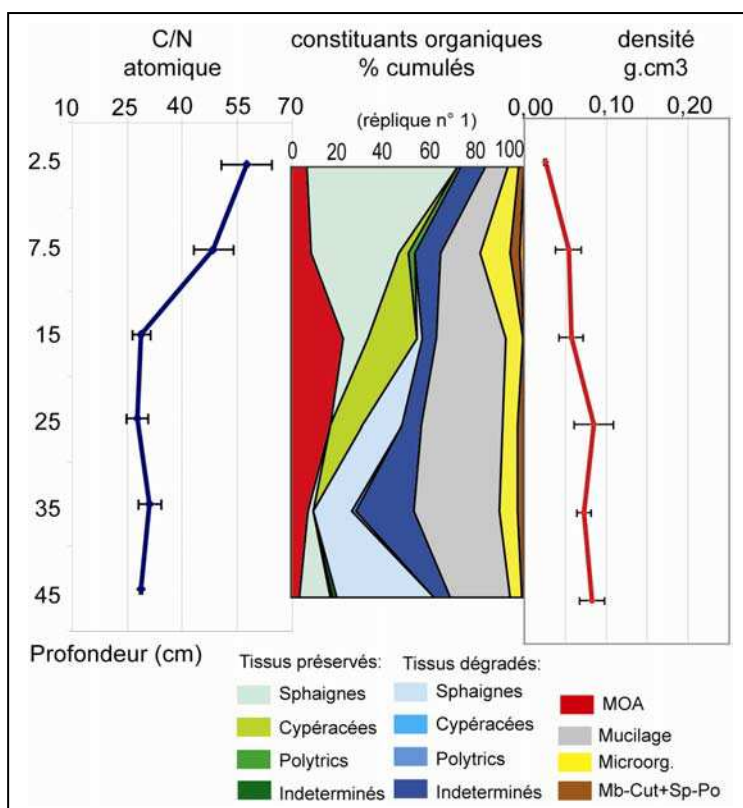 C/N
atomique
constituants organiques
% cumulés
densité
g.cm3
10 25 40 55 70
(réplique n° 1)
0 20 40 60 80 100
0,00 0,10 0,20
2.5
7.5
15
25
35
45
Profondeur (cm)
Tissus préservés:
Sphaignes
Cypéracées
Polytrics
Indeterminés
Tissus dégradés:
Sphaignes
Cypéracées
Polytrics
Indeterminés
MOA
Mucilage
Microorg.
Mb-Cut+Sp-Po